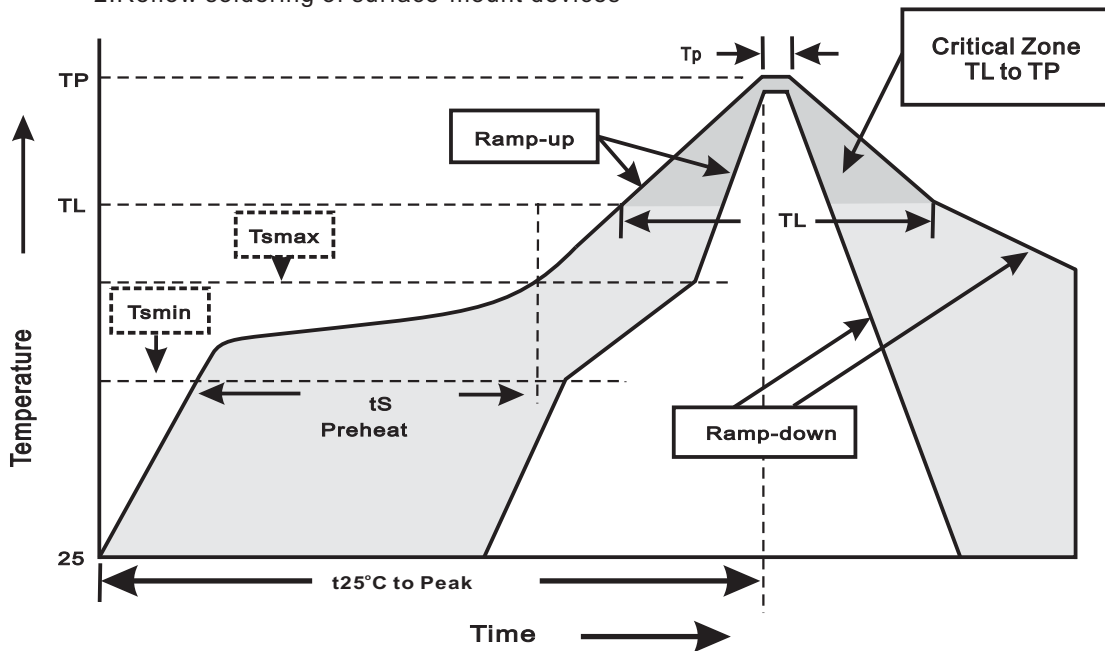 Tp
Critical Zone
TL to TP
TP
Ramp-up
TL
TL
Tsmax
Tsmin
Temperature
tS
Preheat
Ramp-down
25
t25°C to Peak
Time